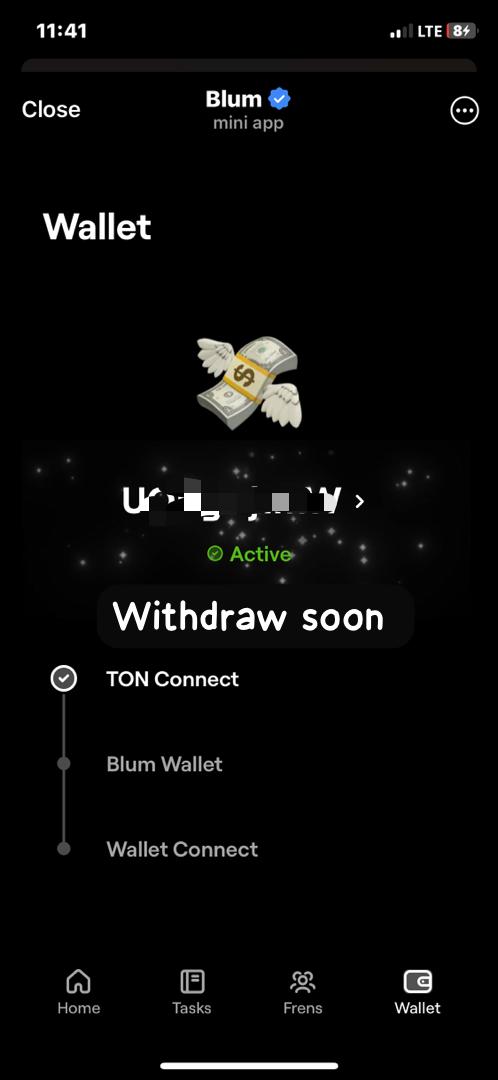 11:41 LTE 8
Close Blum
mini app
Wallet
Active
Withdraw soon
TON Connect
Blum Wallet
Wallet Connect
Home Tasks Frens Wallet